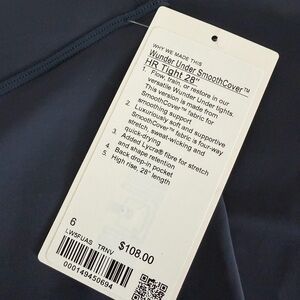 WHY WE MADE THIS
Wunder Under SmoothCover™
HR Tight 28"
1. Flow, train, or restore in our
versatile Wunder Under tights.
This version is made from
SmoothCover™ fabric for
smoothing support
2. Luxuriously soft and supportive
SmoothCover™ fabric is four-way
stretch, sweat-wicking and
quick-drying
3. Added Lycra® fibre for stretch
and shape retention
4. Back drop-in pocket
5. High rise, 28" length
6
LW5FUAS TRNV
$108.00
000149450694